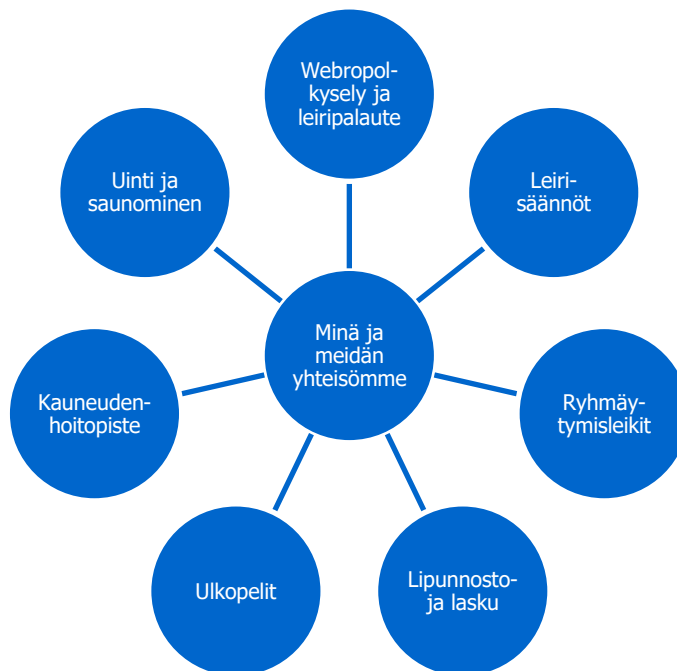 Webropol-
kysely ja
leiripalaute
Leiri-
säännöt
Ryhmäy-
tymisleikit
Lipunnosto-
ja lasku
Ulkopelit
Kauneuden-
hoitopiste
Uinti ja
saunominen
Minä ja
meidän
yhteisömme